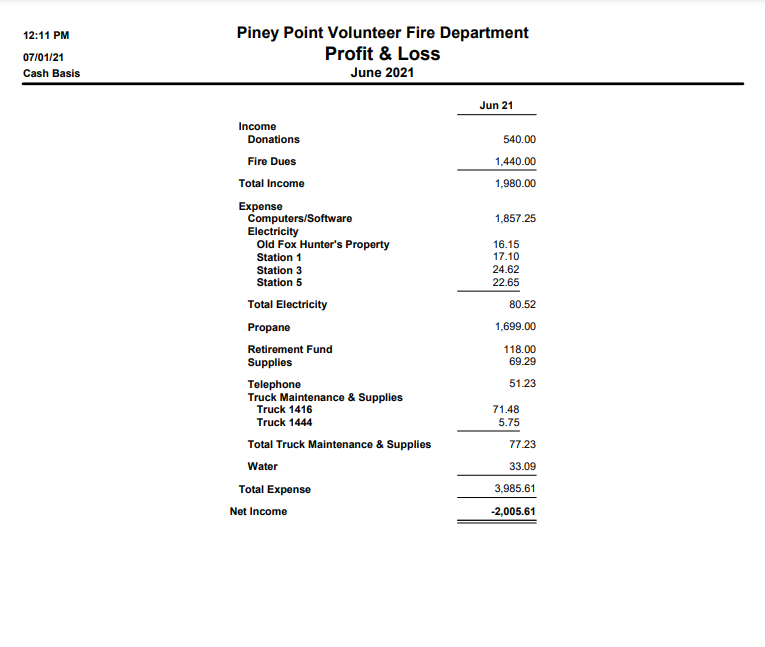 12:11 PM
07/01/21
Cash Basis
Piney Point Volunteer Fire Department
Profit & Loss
June 2021
Jun 21
Income
Donations 540.00
Fire Dues 1,440.00
Total Income 1,980.00
Expense
Computers/Software 1,857.25
Electricity
Old Fox Hunter's Property 16.15
Station 1 17.10
Station 3 24.62
Station 5 22.65
Total Electricity 80.52
Propane 1,699.00
Retirement Fund 118.00
Supplies 69.29
Telephone 51.23
Truck Maintenance & Supplies
Truck 1416 71.48
Truck 1444 5.75
Total Truck Maintenance & Supplies 77.23
Water 33.09
Total Expense 3,985.61
Net Income -2,005.61